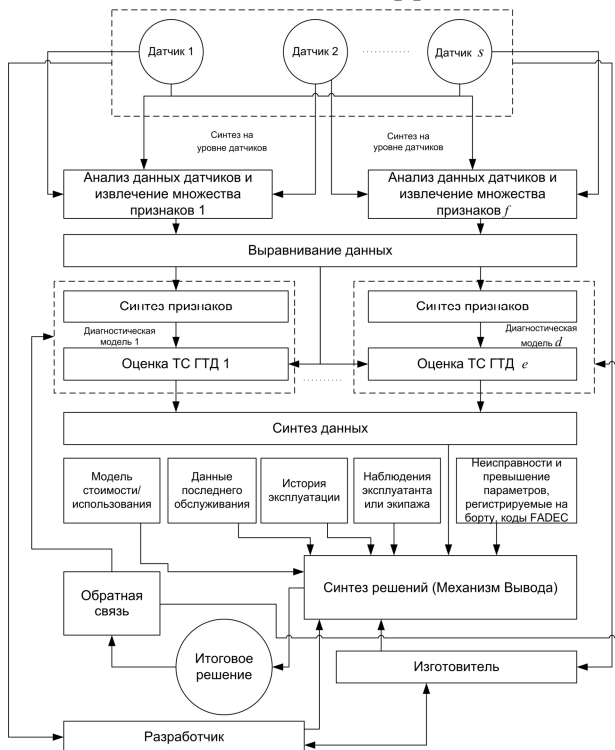 Датчик 1
Датчик 2
Датчик s
Синтез на
уровне датчиков
Синтез на
уровне датчиков
Анализ данных датчиков и
извлечение множества
признаков 1
Анализ данных датчиков и
извлечение множества
признаков f
Выравнивание данных
Синтез признаков
Синтез признаков
Диагностическая
модель 1
Диагностическая
модель d
Оценка ТС ГТД 1
Оценка ТС ГТД e
Синтез данных
Модель
стоимости/
использования
Данные
последнего
обслуживания
История
эксплуатации
Наблюдения
эксплуатанта
или экипажа
Неисправности и
превышение
параметров,
регистрируемые на
борту, коды FADEC
Обратная
связь
Синтез решений (Механизм Вывода)
Итоговое
решение
Изготовитель
Разработчик